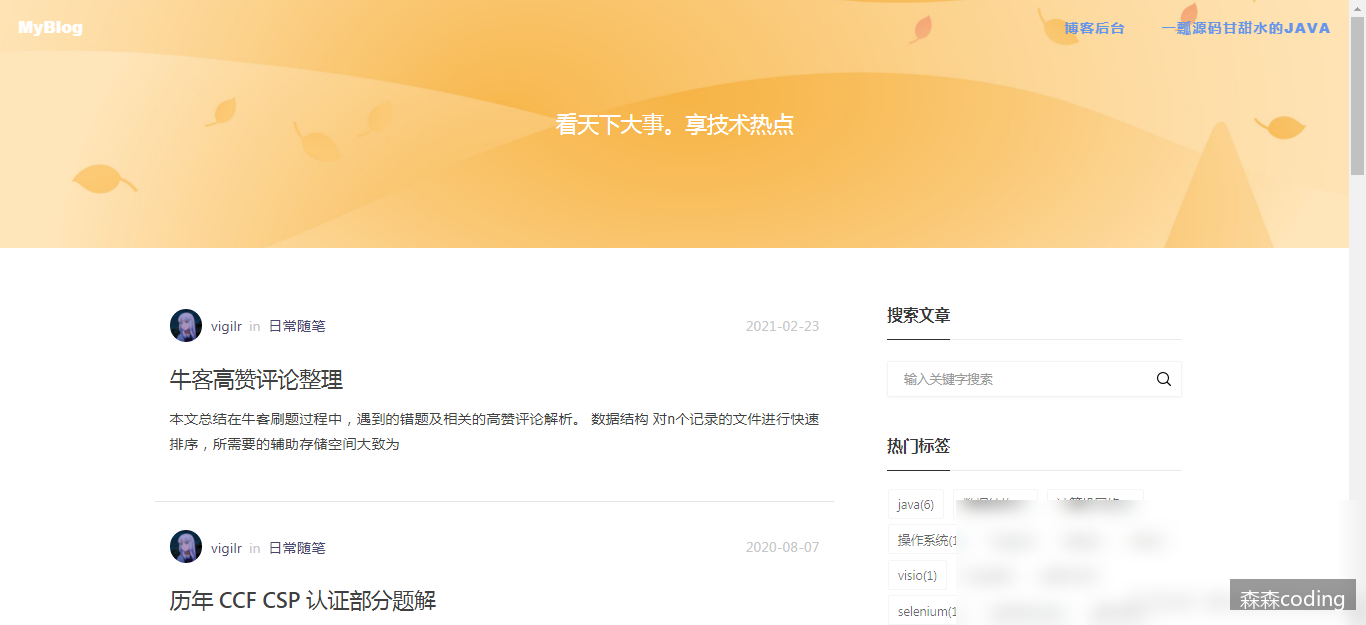 MyBlog
博客后台 一瓢源码甘甜水的JAVA
看天下大事。享技术热点
vigilr in 日常随笔 2021-02-23
牛客高赞评论整理
本文总结在牛客刷题过程中，遇到的错题及相关的高赞评论解析。 数据结构 对n个记录的文件进行快速
排序，所需要的辅助存储空间大致为
vigilr in 日常随笔 2020-08-07
历年 CCF CSP 认证部分题解
搜索文章
输入关键字搜索
热门标签
java(6)
操作系统(1
visio(1)
selenium(1
森森coding